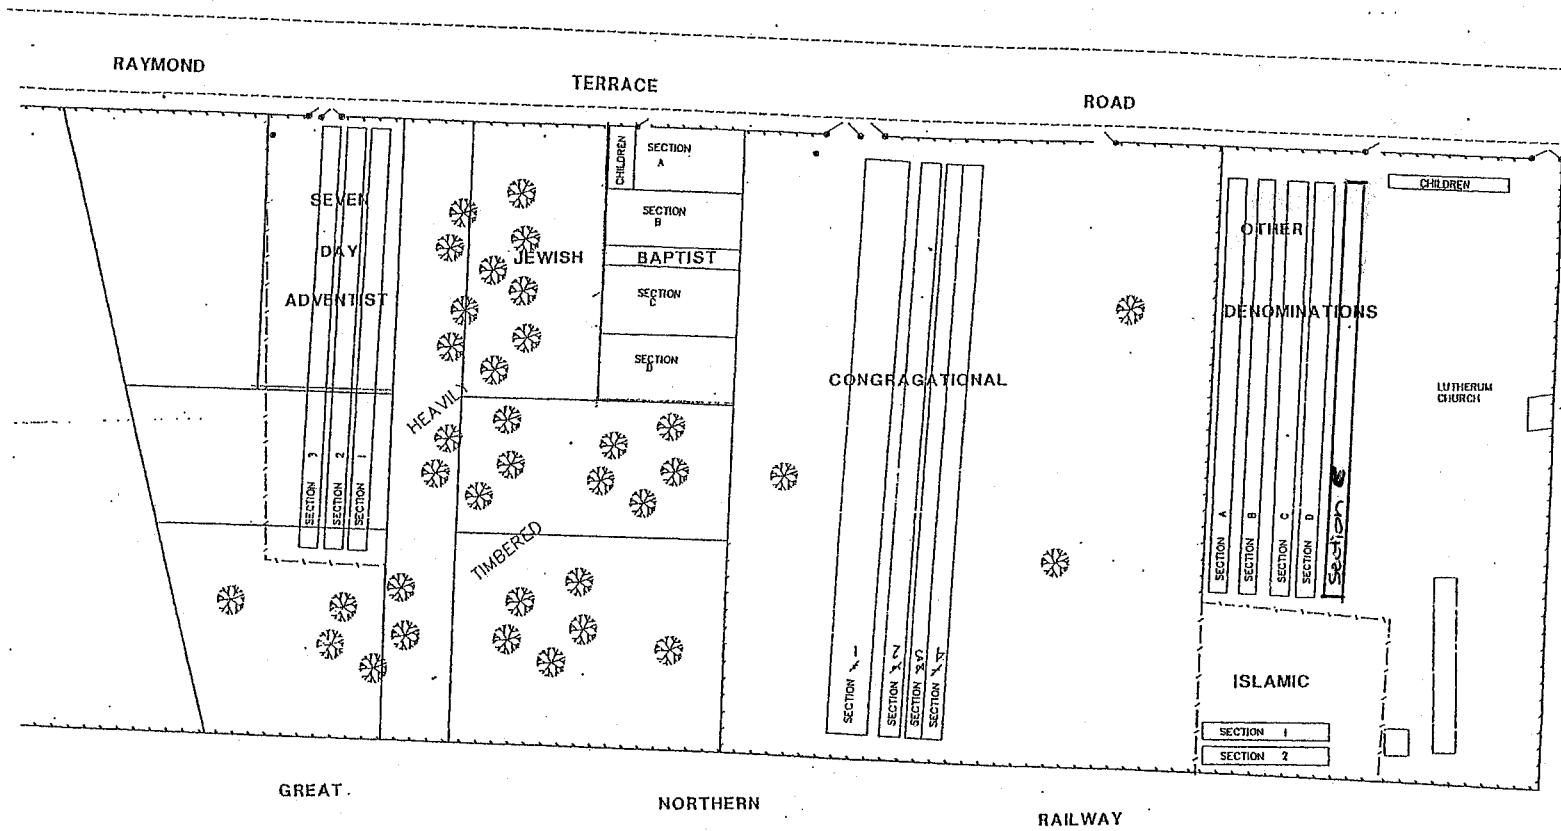 RAYMOND
TERRACE
ROAD
SEVEN
DAY
ADVENTIST
SECTION 3
SECTION 2
SECTION 1
HEAVILY
TIMBERED
JEWISH
CHILDREN
SECTION
A
SECTION
B
BAPTIST
SECTION
C
SECTION
D
CONGRAGATIONAL
SECTION 1
SECTION 2
SECTION 3
SECTION 4
OTHER
DENOMINATIONS
SECTION A
SECTION B
SECTION C
SECTION D
Section E
CHILDREN
LUTHERUM
CHURCH
ISLAMIC
SECTION 1
SECTION 2
GREAT.
NORTHERN
RAILWAY